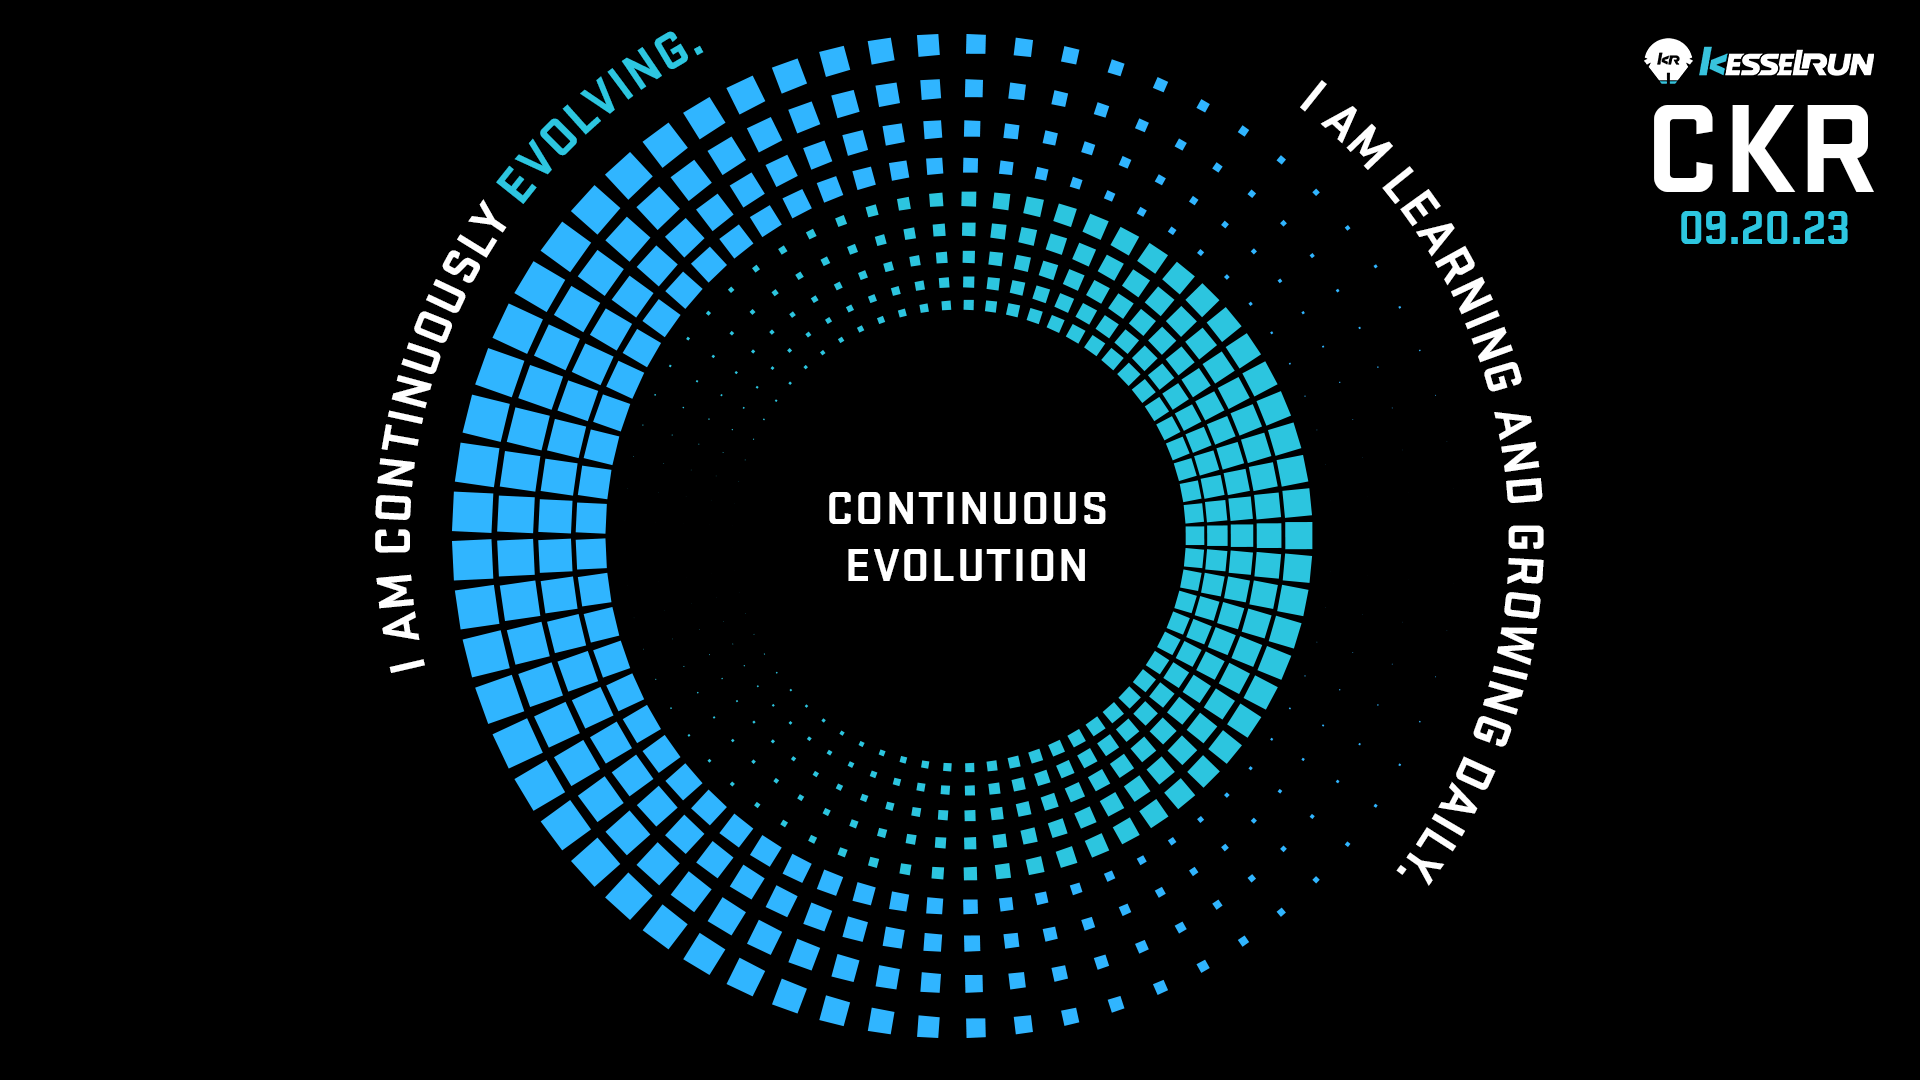 I AM CONTINUOUSLY EVOLVING.
I AM LEARNING AND GROWING DAILY.
CONTINUOUS
EVOLUTION
KR KESSELRUN
CKR
09.20.23